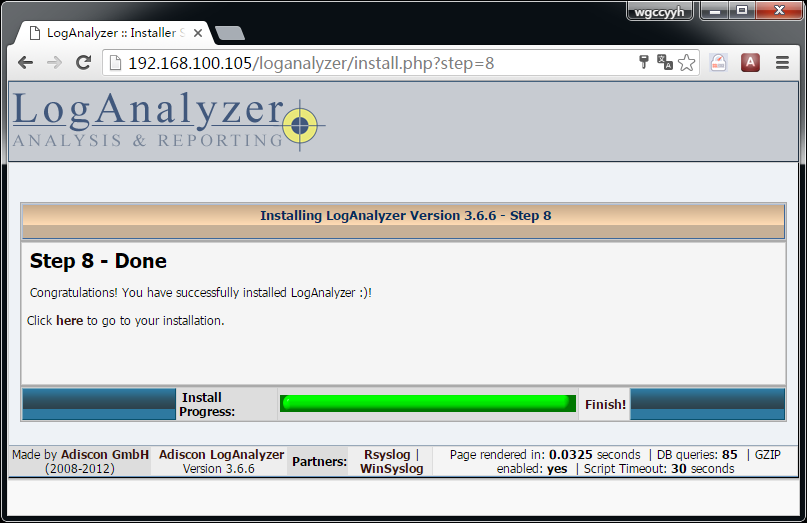 wgccyyh
LogAnalyzer :: Installer S
192.168.100.105/loganalyzer/install.php?step=8
A
LogAnalyzer
ANALYSIS & REPORTING
Installing LogAnalyzer Version 3.6.6 - Step 8
Step 8 - Done
Congratulations! You have successfully installed LogAnalyzer :)!
Click here to go to your installation.
Install
Progress:
Finish!
Made by Adiscon GmbH
(2008-2012)
Adiscon LogAnalyzer
Version 3.6.6
Partners:
Rsyslog |
WinSyslog
Page rendered in: 0.0325 seconds | DB queries: 85 | GZIP
enabled: yes | Script Timeout: 30 seconds